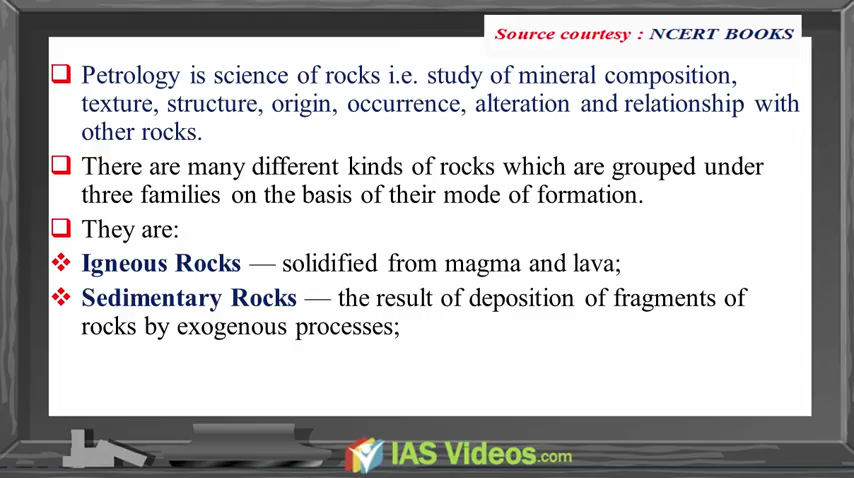 Source courtesy : NCERT BOOKS
Petrology is science of rocks i.e. study of mineral composition,
texture, structure, origin, occurrence, alteration and relationship with
other rocks.
There are many different kinds of rocks which are grouped under
three families on the basis of their mode of formation.
They are:
Igneous Rocks — solidified from magma and lava;
Sedimentary Rocks — the result of deposition of fragments of
rocks by exogenous processes;
IAS Videos.com